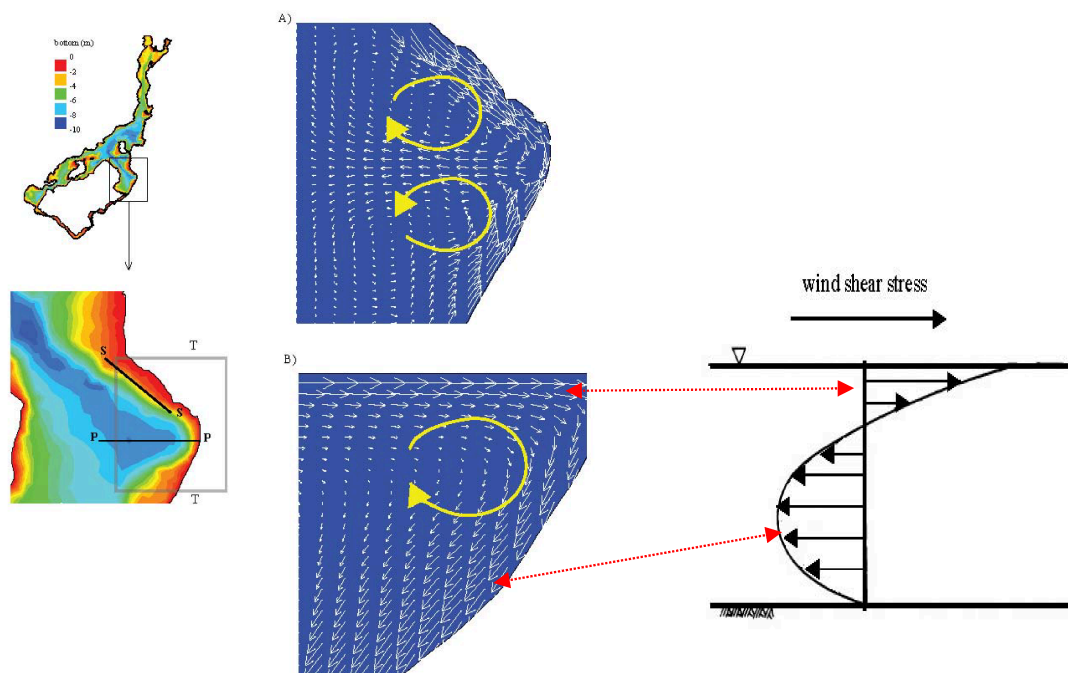 A)
bottom (m)
0
-2
-4
-6
-8
-10
wind shear stress
T
S
S
P
P
T
B)